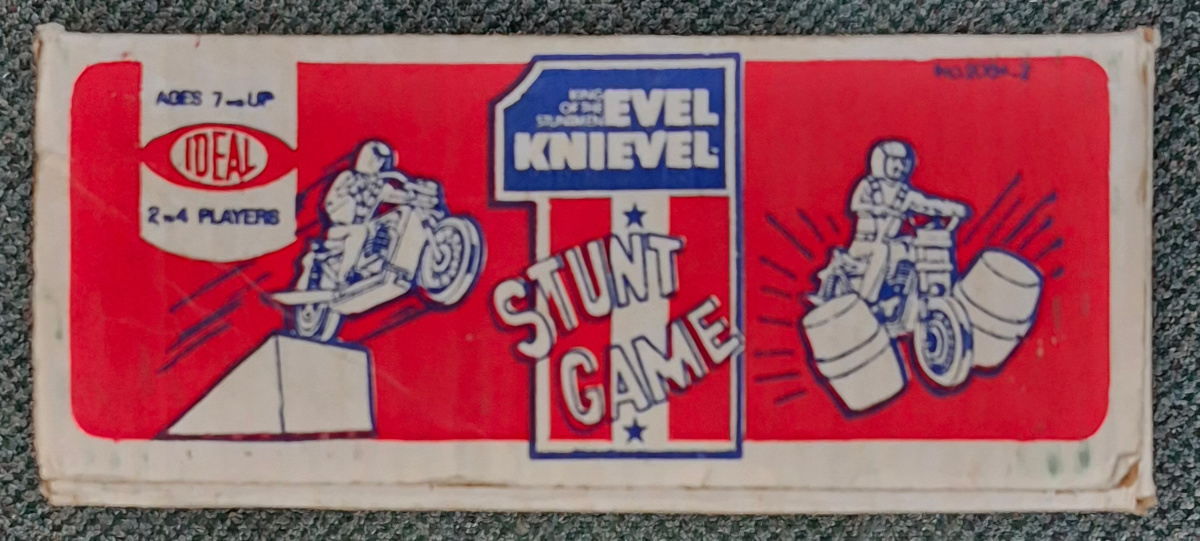 AGES 7 - UP
IDEAL
2-4 PLAYERS
KING
OF THE
STUNTMEN
EVEL
KNIEVEL
STUNT
GAME